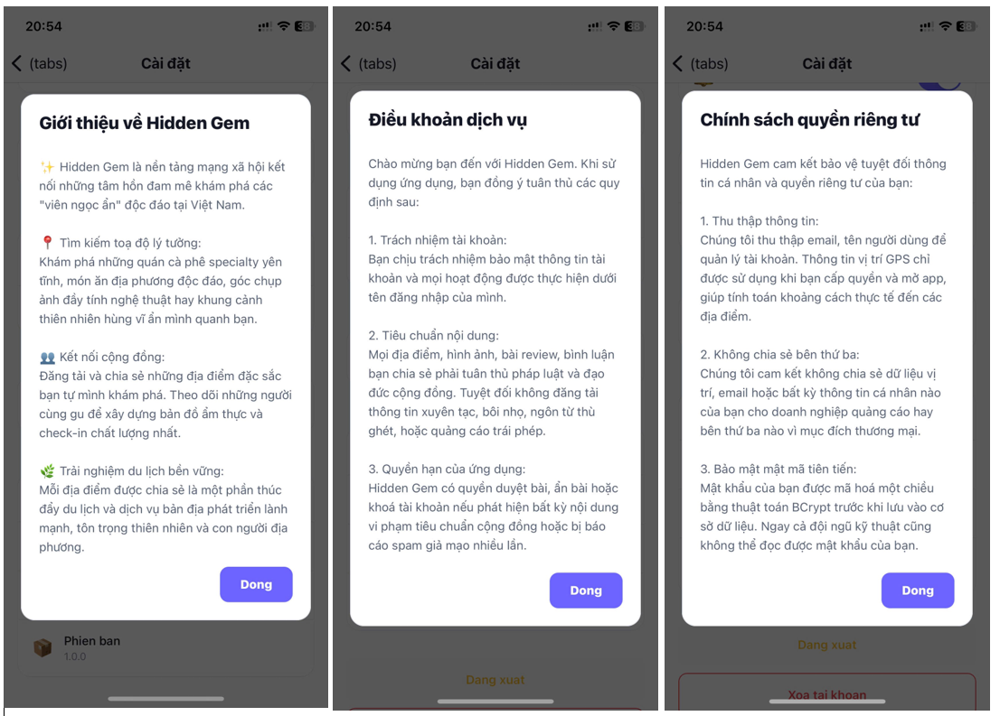 20:54
38
(tabs)
Cài đặt
Giới thiệu về Hidden Gem
✨ Hidden Gem là nền tảng mạng xã hội kết
nối những tâm hồn đam mê khám phá các
"viên ngọc ẩn" độc đáo tại Việt Nam.
📍 Tìm kiếm toạ độ lý tưởng:
Khám phá những quán cà phê specialty yên
tĩnh, món ăn địa phương độc đáo, góc chụp
ảnh đầy tính nghệ thuật hay khung cảnh
thiên nhiên hùng vĩ ẩn mình quanh bạn.
👥 Kết nối cộng đồng:
Đăng tải và chia sẻ những địa điểm đặc sắc
bạn tự mình khám phá. Theo dõi những người
cùng gu để xây dựng bản đồ ẩm thực và
check-in chất lượng nhất.
🌿 Trải nghiệm du lịch bền vững:
Mỗi địa điểm được chia sẻ là một phần thúc
đẩy du lịch và dịch vụ bản địa phát triển lành
mạnh, tôn trọng thiên nhiên và con người địa
phương.
Dong
Phien ban
1.0.0
20:54
38
(tabs)
Cài đặt
Điều khoản dịch vụ
Chào mừng bạn đến với Hidden Gem. Khi sử
dụng ứng dụng, bạn đồng ý tuân thủ các quy
định sau:
1. Trách nhiệm tài khoản:
Bạn chịu trách nhiệm bảo mật thông tin tài
khoản và mọi hoạt động được thực hiện dưới
tên đăng nhập của mình.
2. Tiêu chuẩn nội dung:
Mọi địa điểm, hình ảnh, bài review, bình luận
bạn chia sẻ phải tuân thủ pháp luật và đạo
đức cộng đồng. Tuyệt đối không đăng tải
thông tin xuyên tạc, bôi nhọ, ngôn từ thù
ghét, hoặc quảng cáo trái phép.
3. Quyền hạn của ứng dụng:
Hidden Gem có quyền duyệt bài, ẩn bài hoặc
khoá tài khoản nếu phát hiện bất kỳ nội dung
vi phạm tiêu chuẩn cộng đồng hoặc bị báo
cáo spam giả mạo nhiều lần.
Dong
Dang xuat
20:54
38
(tabs)
Cài đặt
Chính sách quyền riêng tư
Hidden Gem cam kết bảo vệ tuyệt đối thông
tin cá nhân và quyền riêng tư của bạn:
1. Thu thập thông tin:
Chúng tôi thu thập email, tên người dùng để
quản lý tài khoản. Thông tin vị trí GPS chỉ
được sử dụng khi bạn cấp quyền và mở app,
giúp tính toán khoảng cách thực tế đến các
địa điểm.
2. Không chia sẻ bên thứ ba:
Chúng tôi cam kết không chia sẻ dữ liệu vị
trí, email hoặc bất kỳ thông tin cá nhân nào
của bạn cho doanh nghiệp quảng cáo hay
bên thứ ba nào vì mục đích thương mại.
3. Bảo mật mật mã tiên tiến:
Mật khẩu của bạn được mã hoá một chiều
bằng thuật toán BCrypt trước khi lưu vào cơ
sở dữ liệu. Ngay cả đội ngũ kỹ thuật cũng
không thể đọc được mật khẩu của bạn.
Dong
Dang xuat
Xoa tai khoan